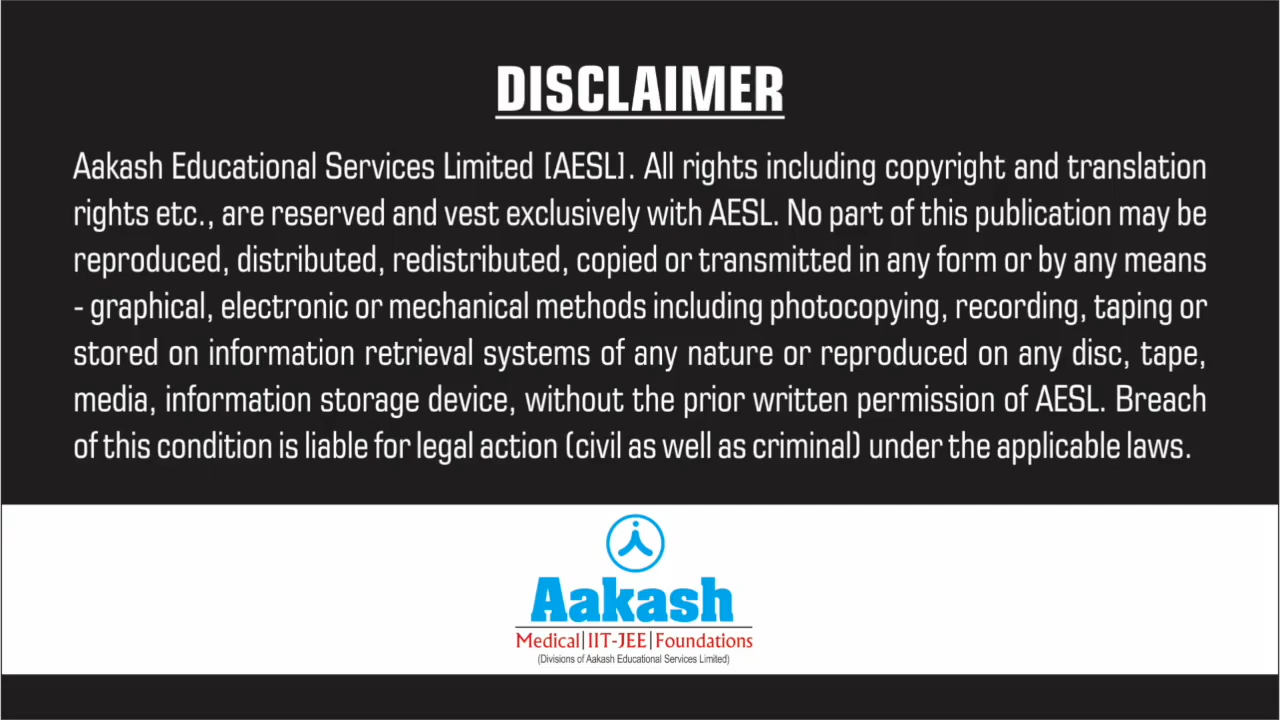 DISCLAIMER
Aakash Educational Services Limited [AESL]. All rights including copyright and translation
rights etc., are reserved and vest exclusively with AESL. No part of this publication may be
reproduced, distributed, redistributed, copied or transmitted in any form or by any means
- graphical, electronic or mechanical methods including photocopying, recording, taping or
stored on information retrieval systems of any nature or reproduced on any disc, tape,
media, information storage device, without the prior written permission of AESL. Breach
of this condition is liable for legal action (civil as well as criminal) under the applicable laws.
Aakash
Medical|IIT-JEE|Foundations
(Divisions of Aakash Educational Services Limited)